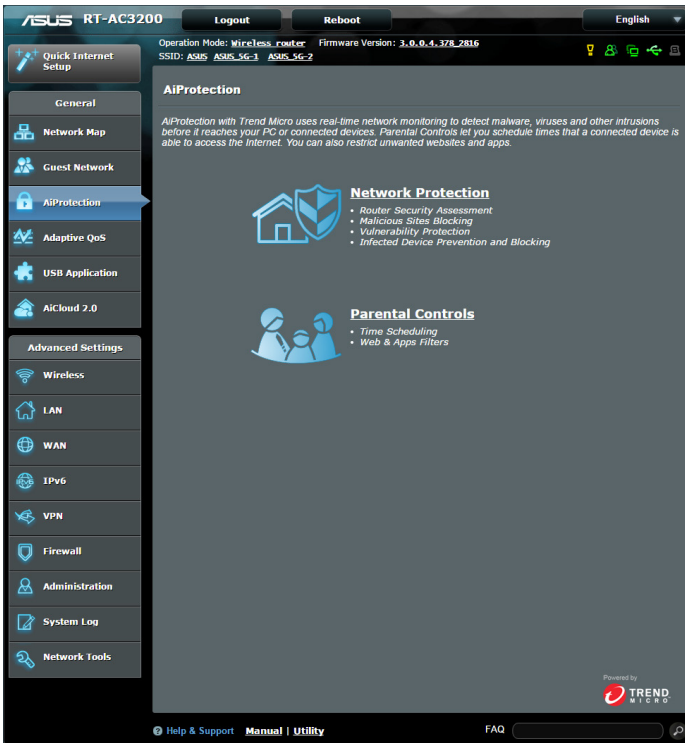 ASUS RT-AC3200 Logout Reboot English
Quick Internet Setup
Operation Mode: Wireless router Firmware Version: 3.0.0.4.378_2816
SSID: ASUS ASUS_5G-1 ASUS_5G-2
General
Network Map
Guest Network
AiProtection
Adaptive QoS
USB Application
AiCloud 2.0
Advanced Settings
Wireless
LAN
WAN
IPv6
IPv6
VPN
Firewall
Administration
System Log
Network Tools
AiProtection
AiProtection with Trend Micro uses real-time network monitoring to detect malware, viruses and other intrusions
before it reaches your PC or connected devices. Parental Controls let you schedule times that a connected device is
able to access the Internet. You can also restrict unwanted websites and apps.
Network Protection
• Router Security Assessment
• Malicious Sites Blocking
• Vulnerability Protection
• Infected Device Prevention and Blocking
Parental Controls
• Time Scheduling
• Web & Apps Filters
Powered by
TREND
MICRO
? Help & Support Manual | Utility FAQ